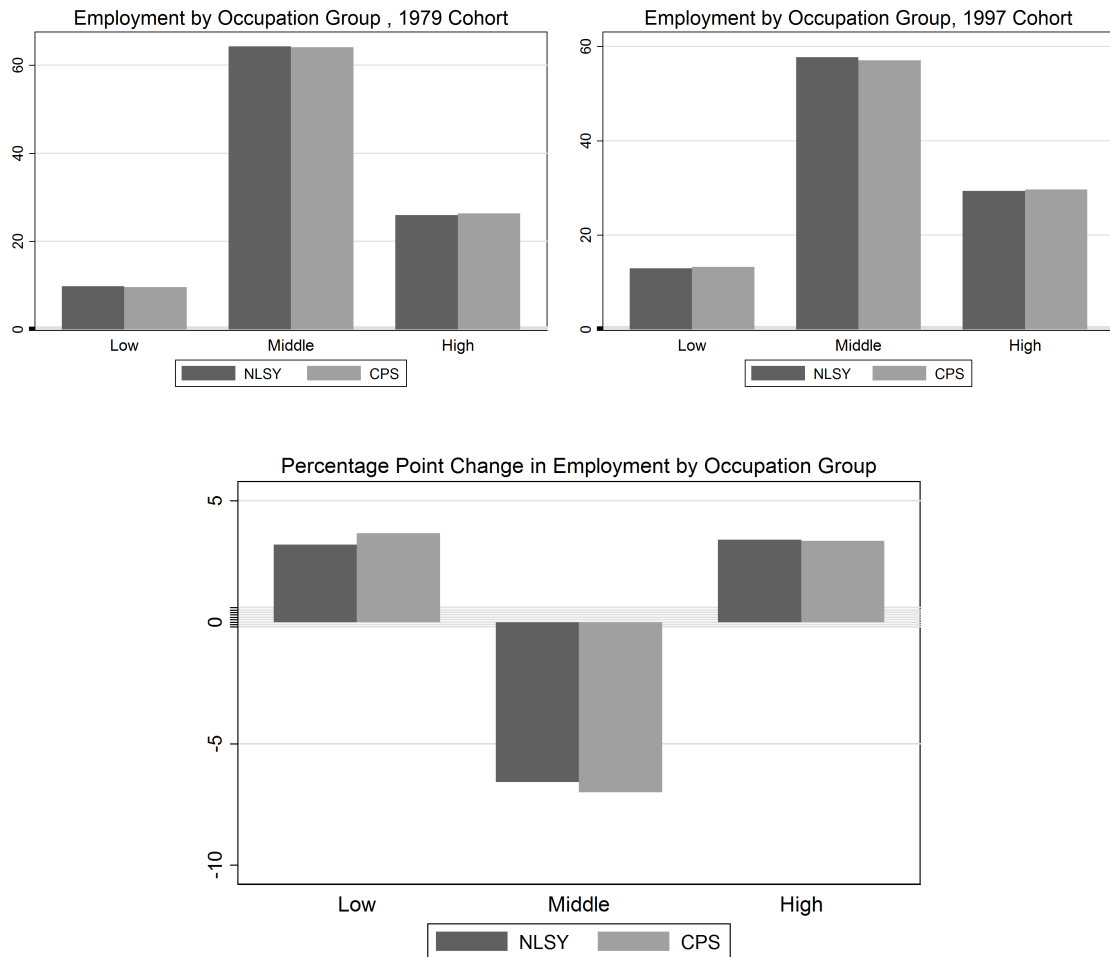 Employment by Occupation Group , 1979 Cohort
60
40
20
0
Low Middle High
NLSY CPS
Employment by Occupation Group, 1997 Cohort
60
40
20
0
Low Middle High
NLSY CPS
Percentage Point Change in Employment by Occupation Group
5
0
-5
-10
Low Middle High
NLSY CPS